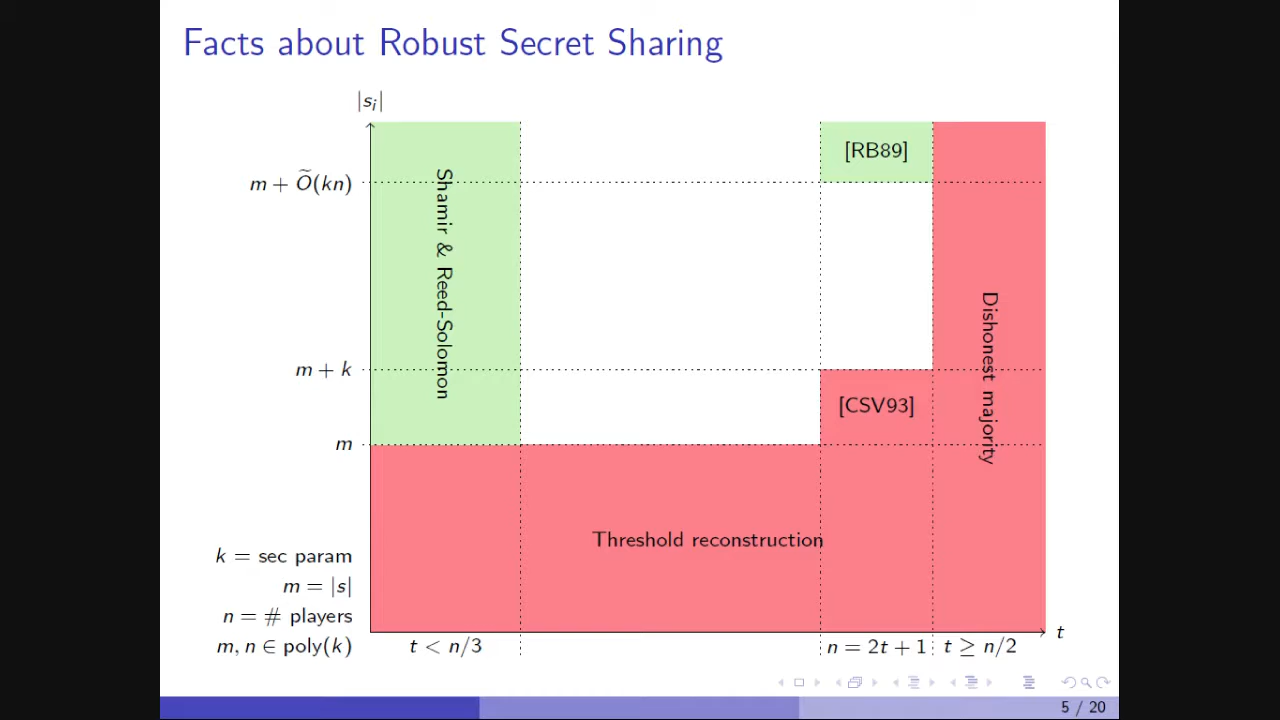 Facts about Robust Secret Sharing
|s_i|
[RB89]
m + Õ(kn)
Shamir & Reed-Solomon
Dishonest majority
m + k
[CSV93]
m
Threshold reconstruction
k = sec param
m = |s|
n = # players
m, n ∈ poly(k)
t < n/3
n = 2t + 1
t ≥ n/2
t
5 / 20